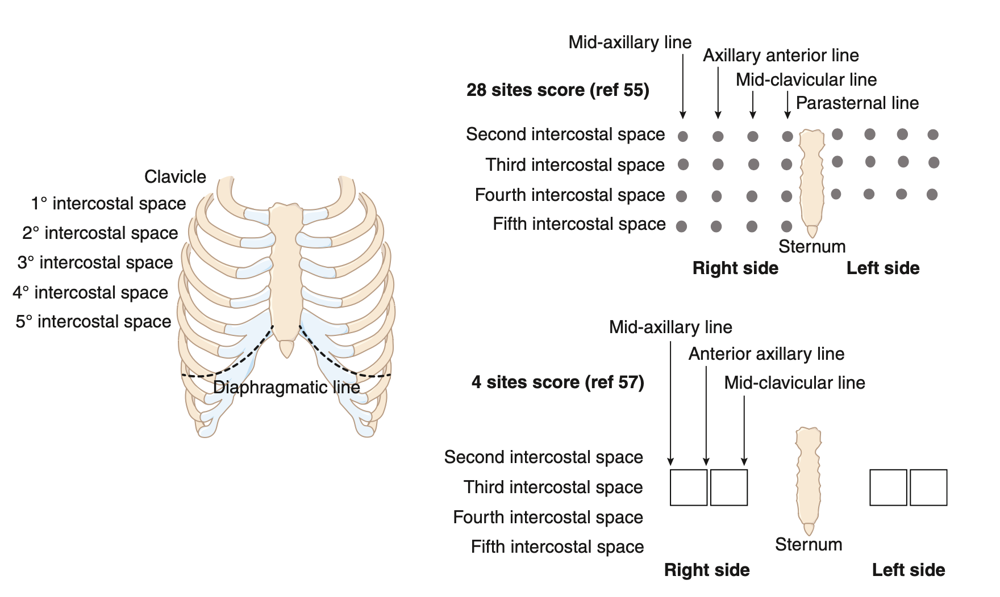 Clavicle
1° intercostal space
2° intercostal space
3° intercostal space
4° intercostal space
5° intercostal space
Diaphragmatic line
Mid-axillary line
Axillary anterior line
Mid-clavicular line
28 sites score (ref 55)
Parasternal line
Second intercostal space
Third intercostal space
Fourth intercostal space
Fifth intercostal space
Sternum
Right side
Left side
Mid-axillary line
Anterior axillary line
4 sites score (ref 57)
Mid-clavicular line
Second intercostal space
Third intercostal space
Fourth intercostal space
Fifth intercostal space
Sternum
Right side
Left side